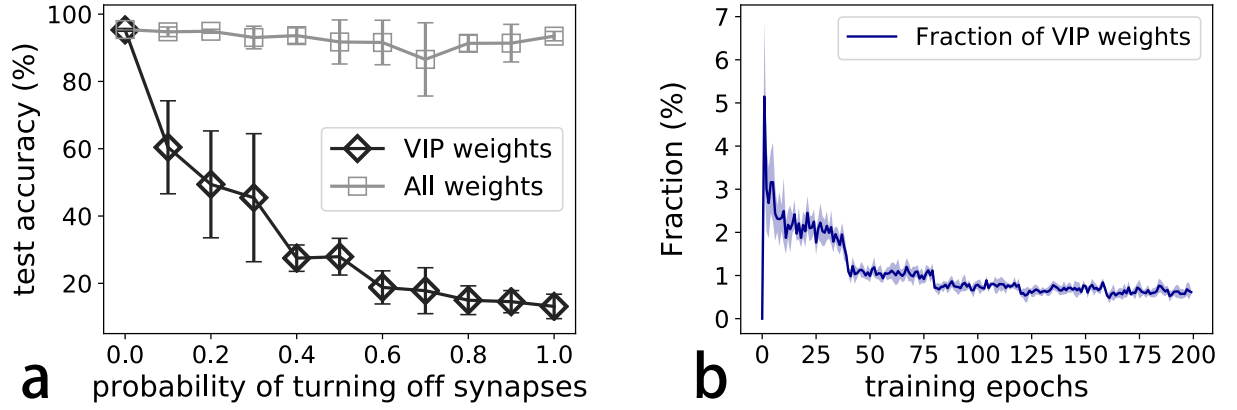 100
80
60
40
20
test accuracy (%)
VIP weights
All weights
0.0 0.2 0.4 0.6 0.8 1.0
probability of turning off synapses
a
7
6
5
4
3
2
1
0
Fraction (%)
Fraction of VIP weights
0 25 50 75 100 125 150 175 200
training epochs
b